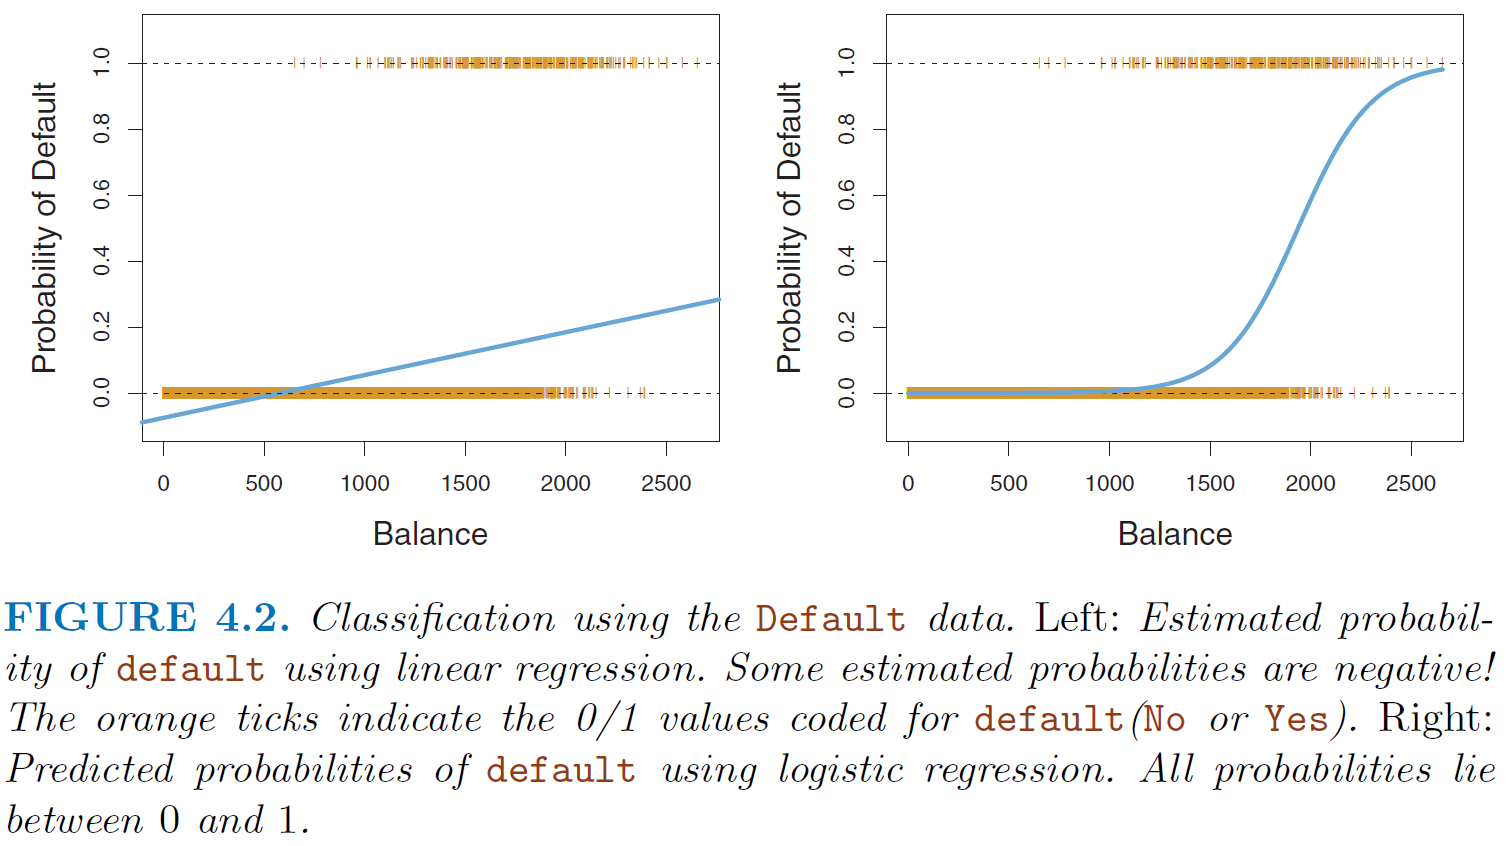 Probability of Default
1.0
0.8
0.6
0.4
0.2
0.0
0 500 1000 1500 2000 2500
Balance
Probability of Default
1.0
0.8
0.6
0.4
0.2
0.0
0 500 1000 1500 2000 2500
Balance
FIGURE 4.2. Classification using the Default data. Left: Estimated probabil-
ity of default using linear regression. Some estimated probabilities are negative!
The orange ticks indicate the 0/1 values coded for default(No or Yes). Right:
Predicted probabilities of default using logistic regression. All probabilities lie
between 0 and 1.